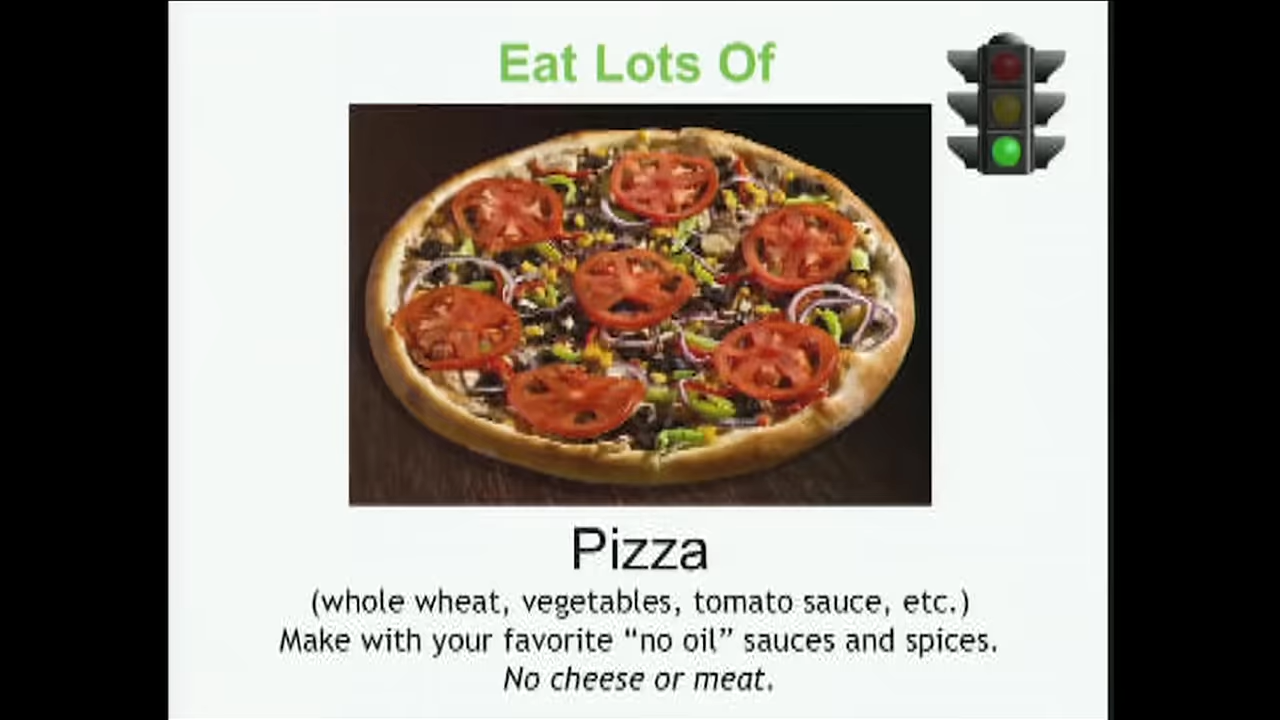 Eat Lots Of
Pizza
(whole wheat, vegetables, tomato sauce, etc.)
Make with your favorite “no oil” sauces and spices.
No cheese or meat.